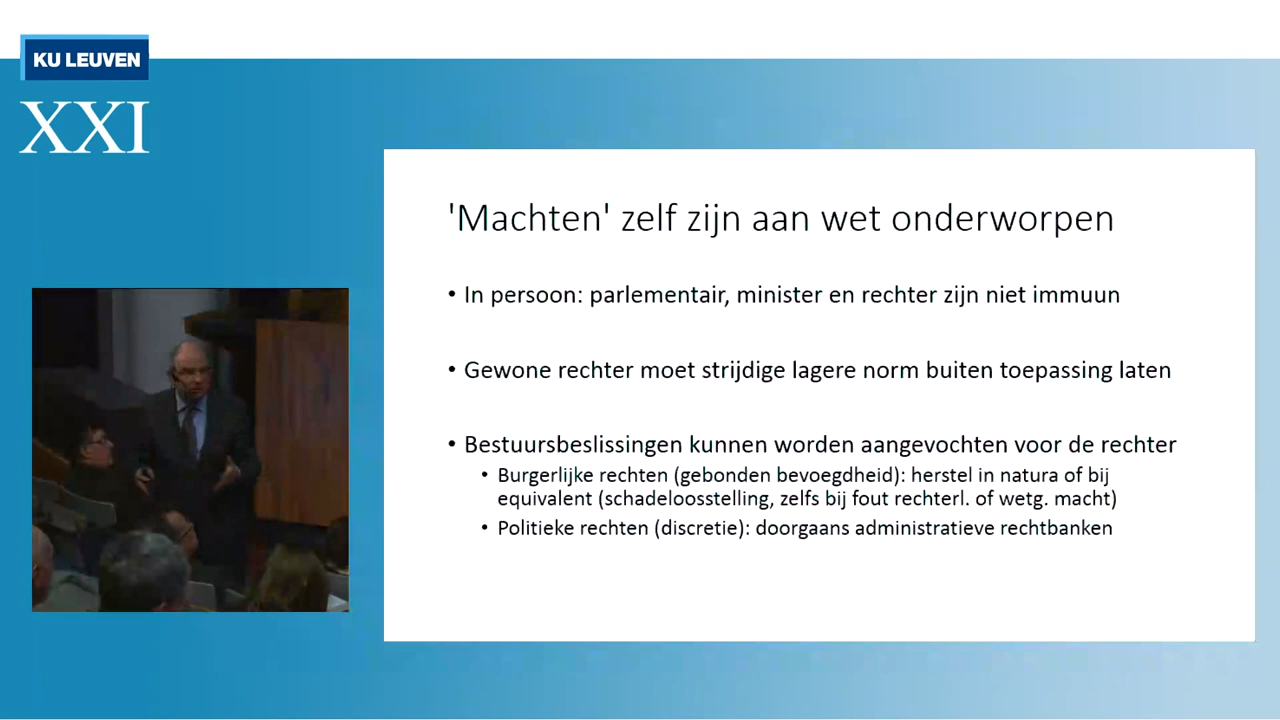 KU LEUVEN
XXI
'Machten' zelf zijn aan wet onderworpen
• In persoon: parlementair, minister en rechter zijn niet immuun
• Gewone rechter moet strijdige lagere norm buiten toepassing laten
• Bestuursbeslissingen kunnen worden aangevochten voor de rechter
• Burgerlijke rechten (gebonden bevoegdheid): herstel in natura of bij
equivalent (schadeloosstelling, zelfs bij fout rechterl. of wetg. macht)
• Politieke rechten (discretie): doorgaans administratieve rechtbanken